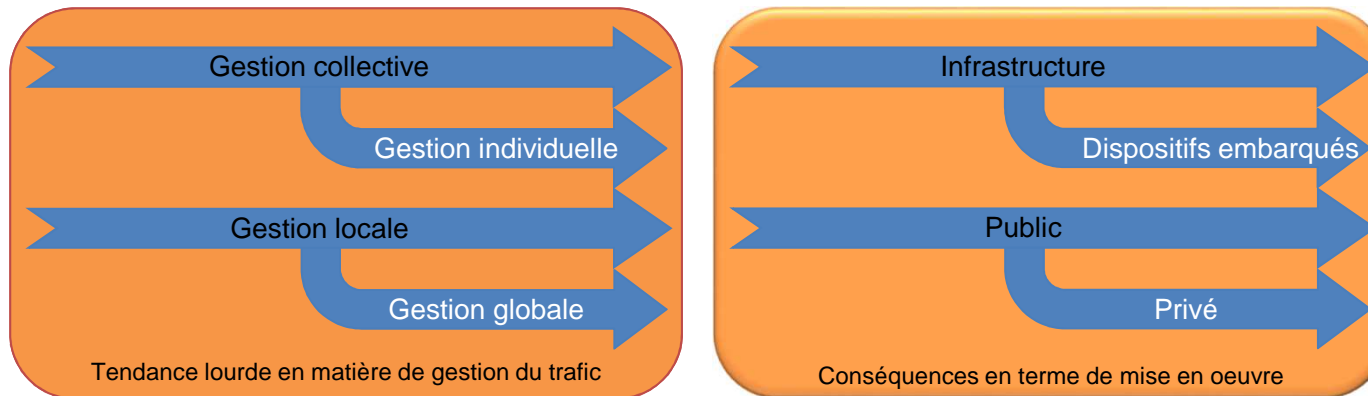 Gestion collective
Gestion individuelle
Gestion locale
Gestion globale
Tendance lourde en matière de gestion du trafic
Infrastructure
Dispositifs embarqués
Public
Privé
Conséquences en terme de mise en oeuvre